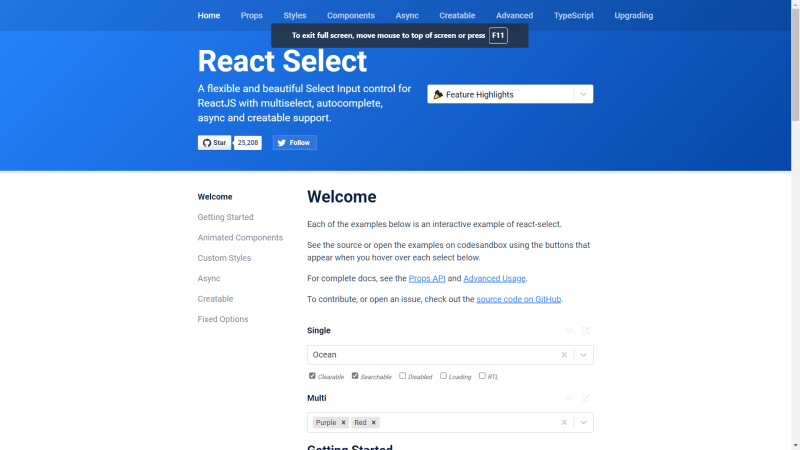 Home Props Styles Components Async Creatable Advanced TypeScript Upgrading
To exit full screen, move mouse to top of screen or press F11
React Select
A flexible and beautiful Select Input control for
ReactJS with multiselect, autocomplete,
async and creatable support.
Feature Highlights
Star 25,208 Follow
Welcome
Getting Started
Animated Components
Custom Styles
Async
Creatable
Fixed Options
Welcome
Each of the examples below is an interactive example of react-select.
See the source or open the examples on codesandbox using the buttons that
appear when you hover over each select below.
For complete docs, see the Props API and Advanced Usage.
To contribute, or open an issue, check out the source code on GitHub.
Single
Ocean
Clearable Searchable Disabled Loading RTL
Multi
Purple Red
Getting Started